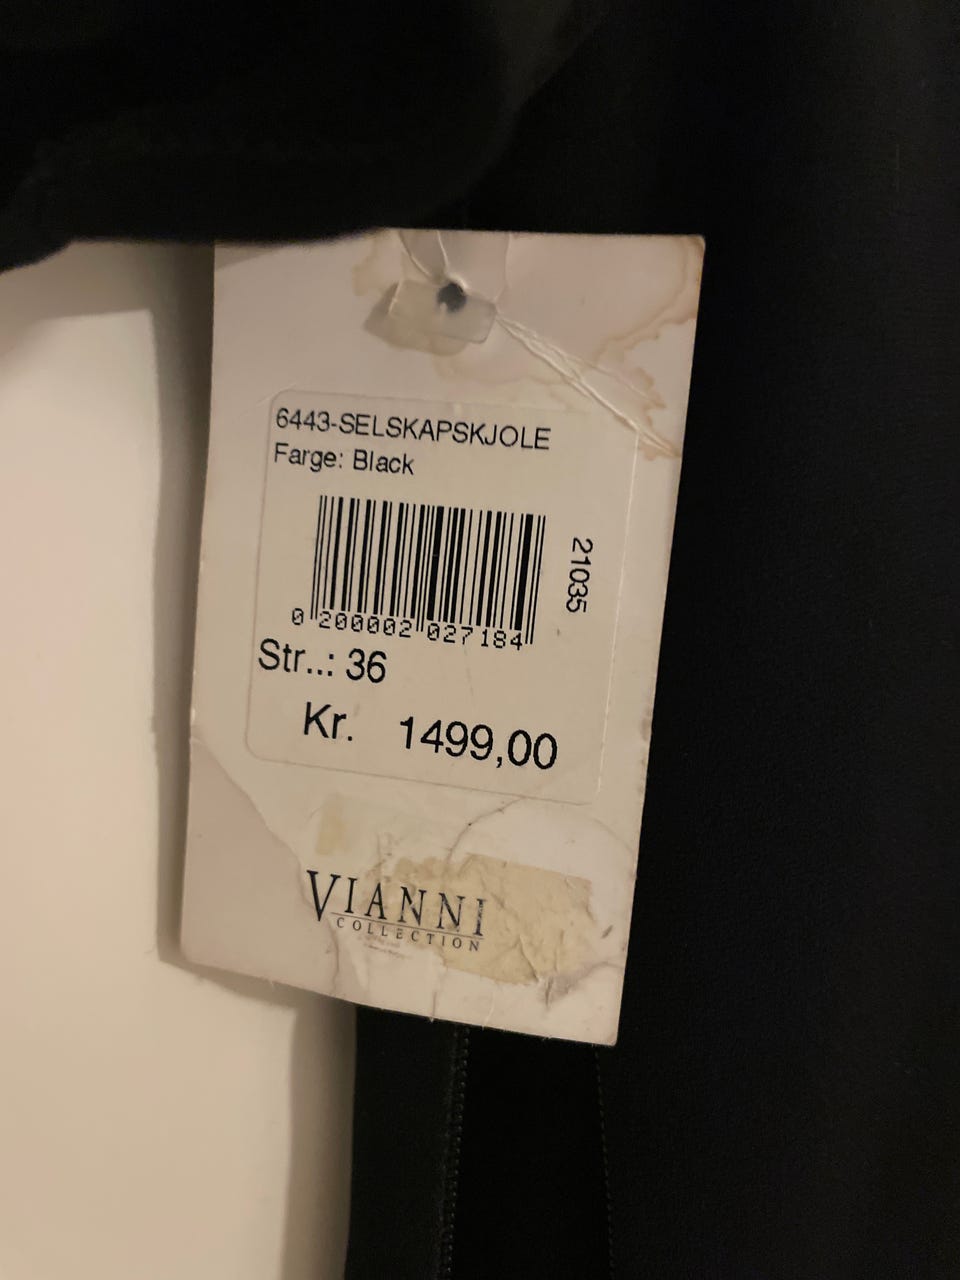 6443-SELSKAPSKJOLE
Farge: Black
21035
0 200002 027184
Str..: 36
Kr. 1499,00
VIANNI
COLLECTION